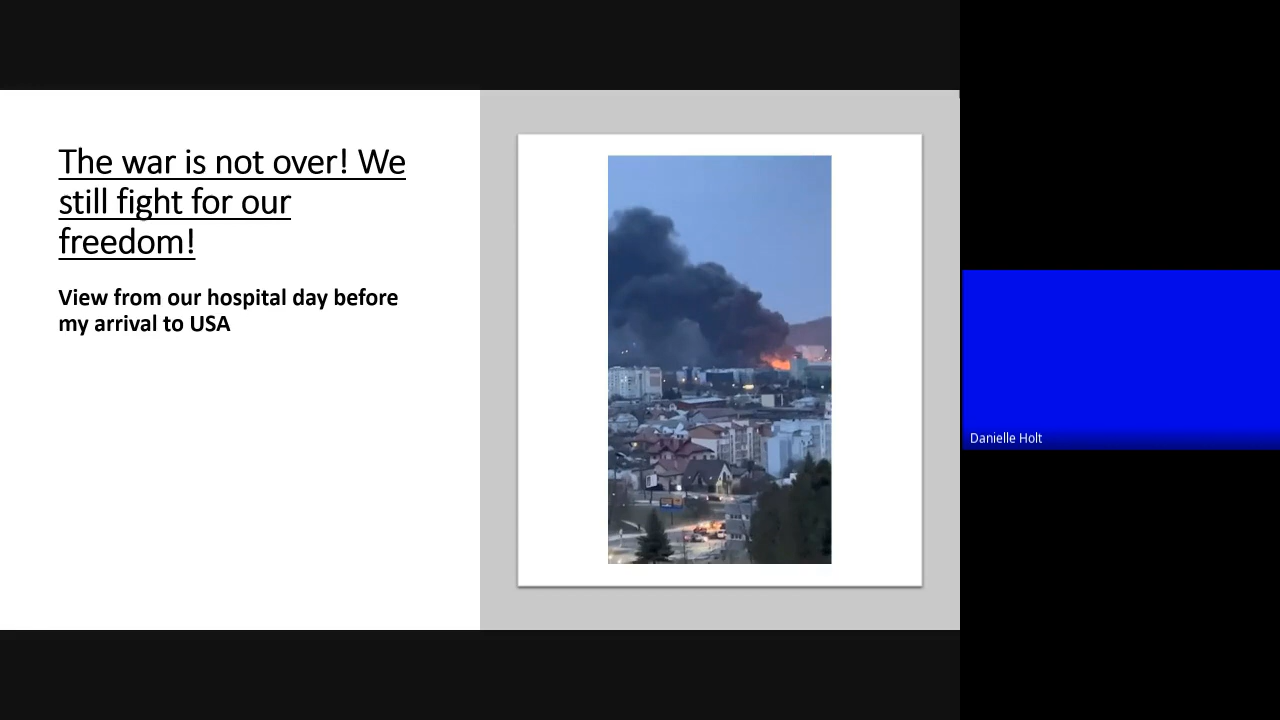 The war is not over! We
still fight for our
freedom!
View from our hospital day before
my arrival to USA
Danielle Holt